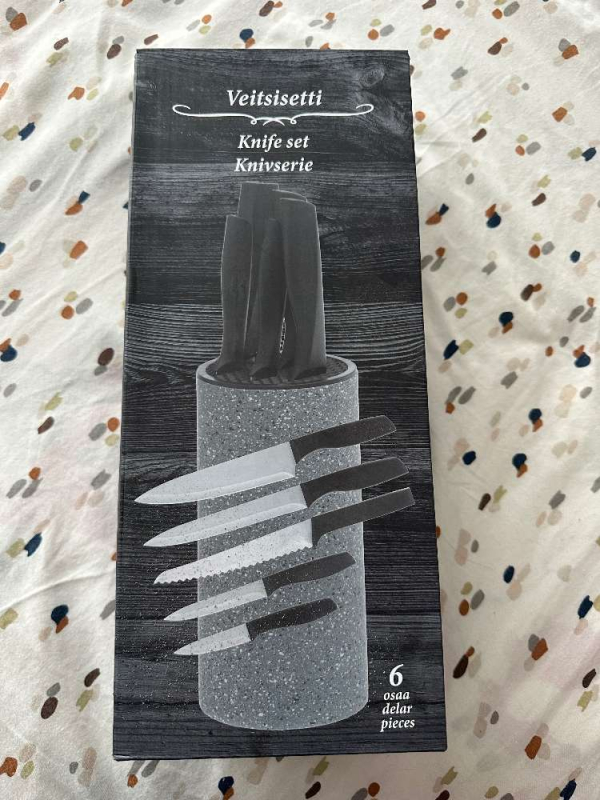 Veitsisetti
Knife set
Knivserie
6
osaa
delar
pieces